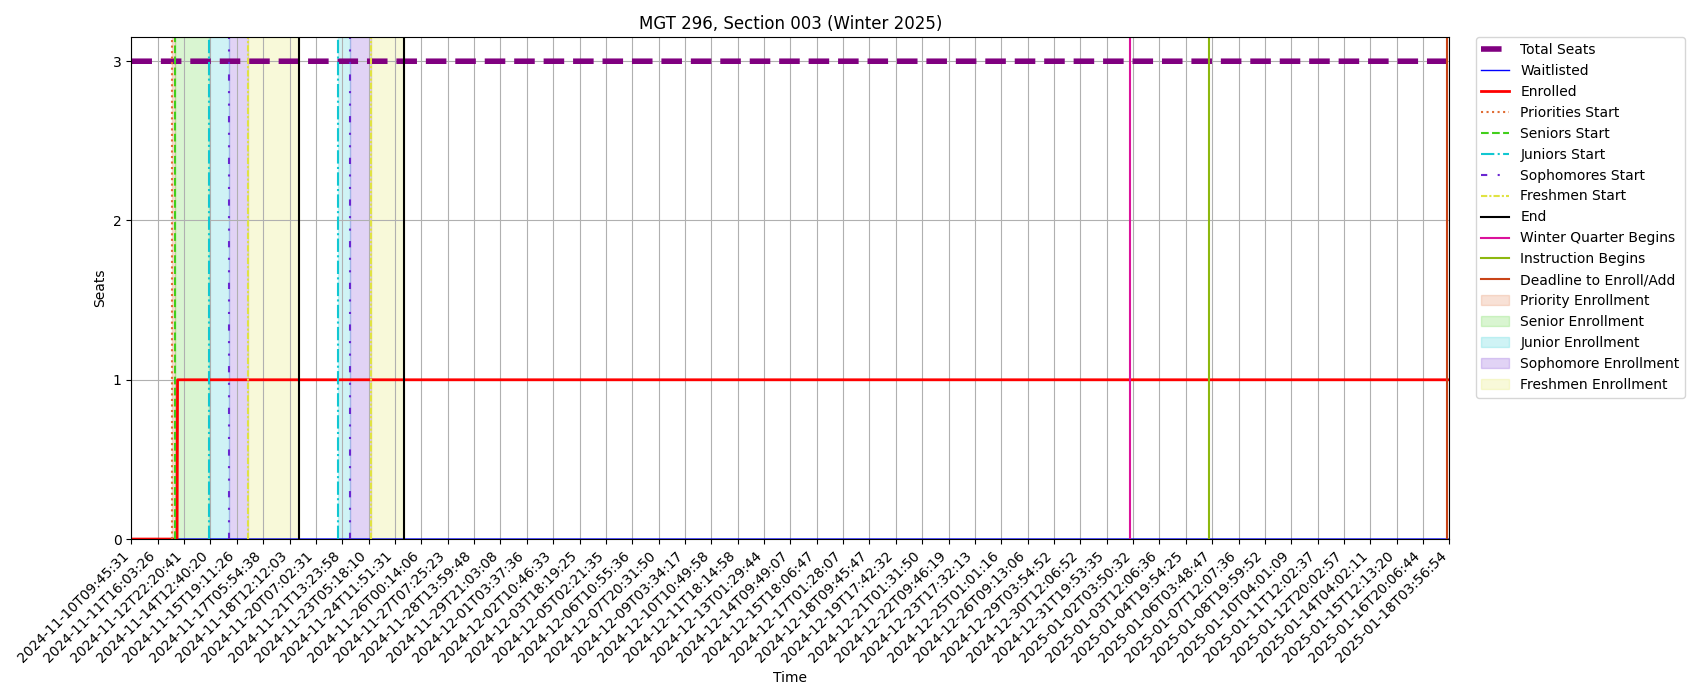 MGT 296, Section 003 (Winter 2025)
Seats
3
2
1
0
2024-11-10T09:45:31
2024-11-11T16:03:26
2024-11-12T22:20:41
2024-11-14T12:40:20
2024-11-15T19:11:26
2024-11-17T05:54:38
2024-11-18T12:12:03
2024-11-20T07:02:31
2024-11-21T13:23:58
2024-11-23T05:18:10
2024-11-24T11:51:31
2024-11-26T00:14:06
2024-11-27T07:25:23
2024-11-28T13:59:48
2024-11-29T21:03:09
2024-12-01T03:37:36
2024-12-02T10:46:33
2024-12-03T18:19:25
2024-12-05T02:21:35
2024-12-06T10:55:36
2024-12-07T20:31:50
2024-12-09T03:34:17
2024-12-10T10:49:58
2024-12-11T18:14:58
2024-12-13T01:29:44
2024-12-14T09:49:07
2024-12-15T18:06:47
2024-12-17T01:28:07
2024-12-18T09:45:47
2024-12-19T17:42:32
2024-12-21T01:31:50
2024-12-22T09:46:19
2024-12-23T17:32:13
2024-12-25T01:01:16
2024-12-26T09:13:06
2024-12-29T03:54:52
2024-12-30T12:06:52
2024-12-31T19:53:35
2025-01-02T03:50:32
2025-01-03T12:06:36
2025-01-04T19:54:25
2025-01-06T03:48:47
2025-01-07T12:07:36
2025-01-08T19:59:52
2025-01-10T04:01:09
2025-01-11T12:02:37
2025-01-12T20:02:57
2025-01-14T04:02:11
2025-01-15T12:13:20
2025-01-16T20:06:44
2025-01-18T03:56:54
Time
Total Seats
Waitlisted
Enrolled
Priorities Start
Seniors Start
Juniors Start
Sophomores Start
Freshmen Start
End
Winter Quarter Begins
Instruction Begins
Deadline to Enroll/Add
Priority Enrollment
Senior Enrollment
Junior Enrollment
Sophomore Enrollment
Freshmen Enrollment